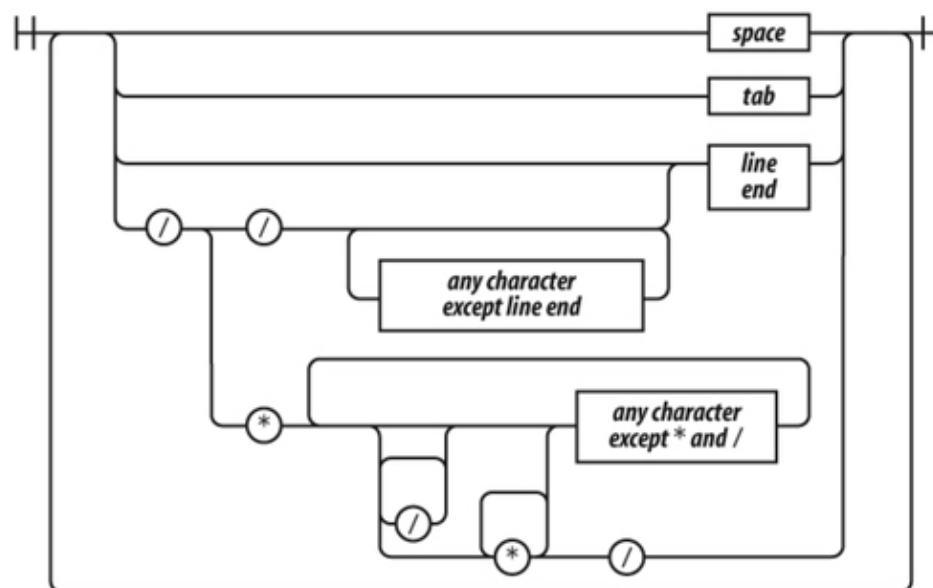 space
tab
line
end
/ /
any character
except line end
*
any character
except * and /
/
* /